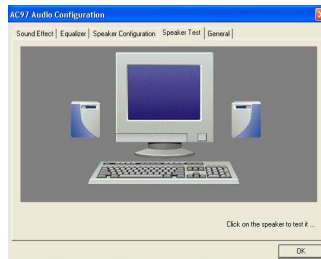 AC97 Audio Configuration
Sound Effect Equalizer Speaker Configuration Speaker Test General
Click on the speaker to test it ...
OK